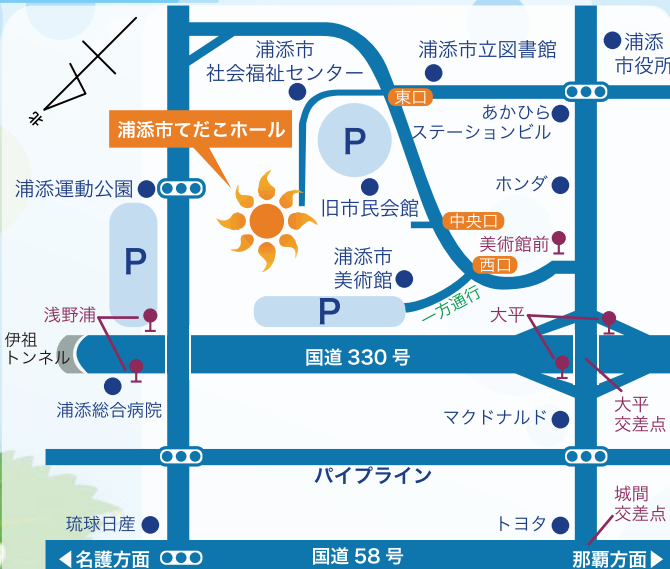 浦添市
社会福祉センター
浦添市立図書館
浦添
市役所
北
東口
P
あかひら
ステーションビル
浦添市てだこホール
浦添運動公園
旧市民会館
ホンダ
中央口
美術館前
西口
浦添市
美術館
P
P
一方通行
浅野浦
大平
伊祖
トンネル
国道 330 号
浦添総合病院
マクドナルド
大平
交差点
パイプライン
琉球日産
トヨタ
城間
交差点
◀名護方面
国道 58 号
那覇方面▶